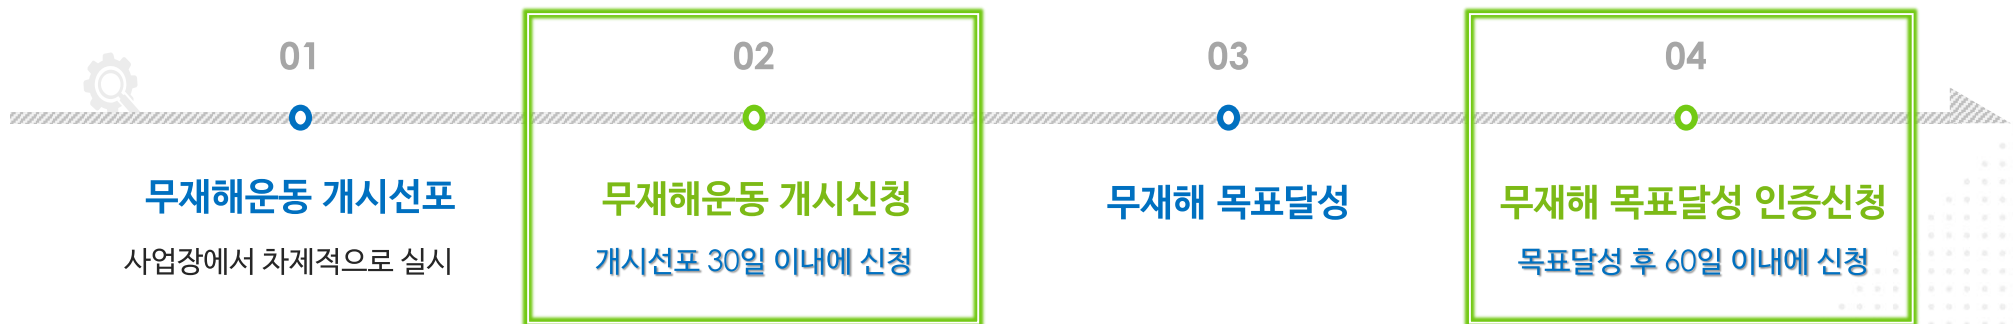 01
무재해운동 개시선포
사업장에서 차제적으로 실시
02
무재해운동 개시신청
개시선포 30일 이내에 신청
03
무재해 목표달성
04
무재해 목표달성 인증신청
목표달성 후 60일 이내에 신청